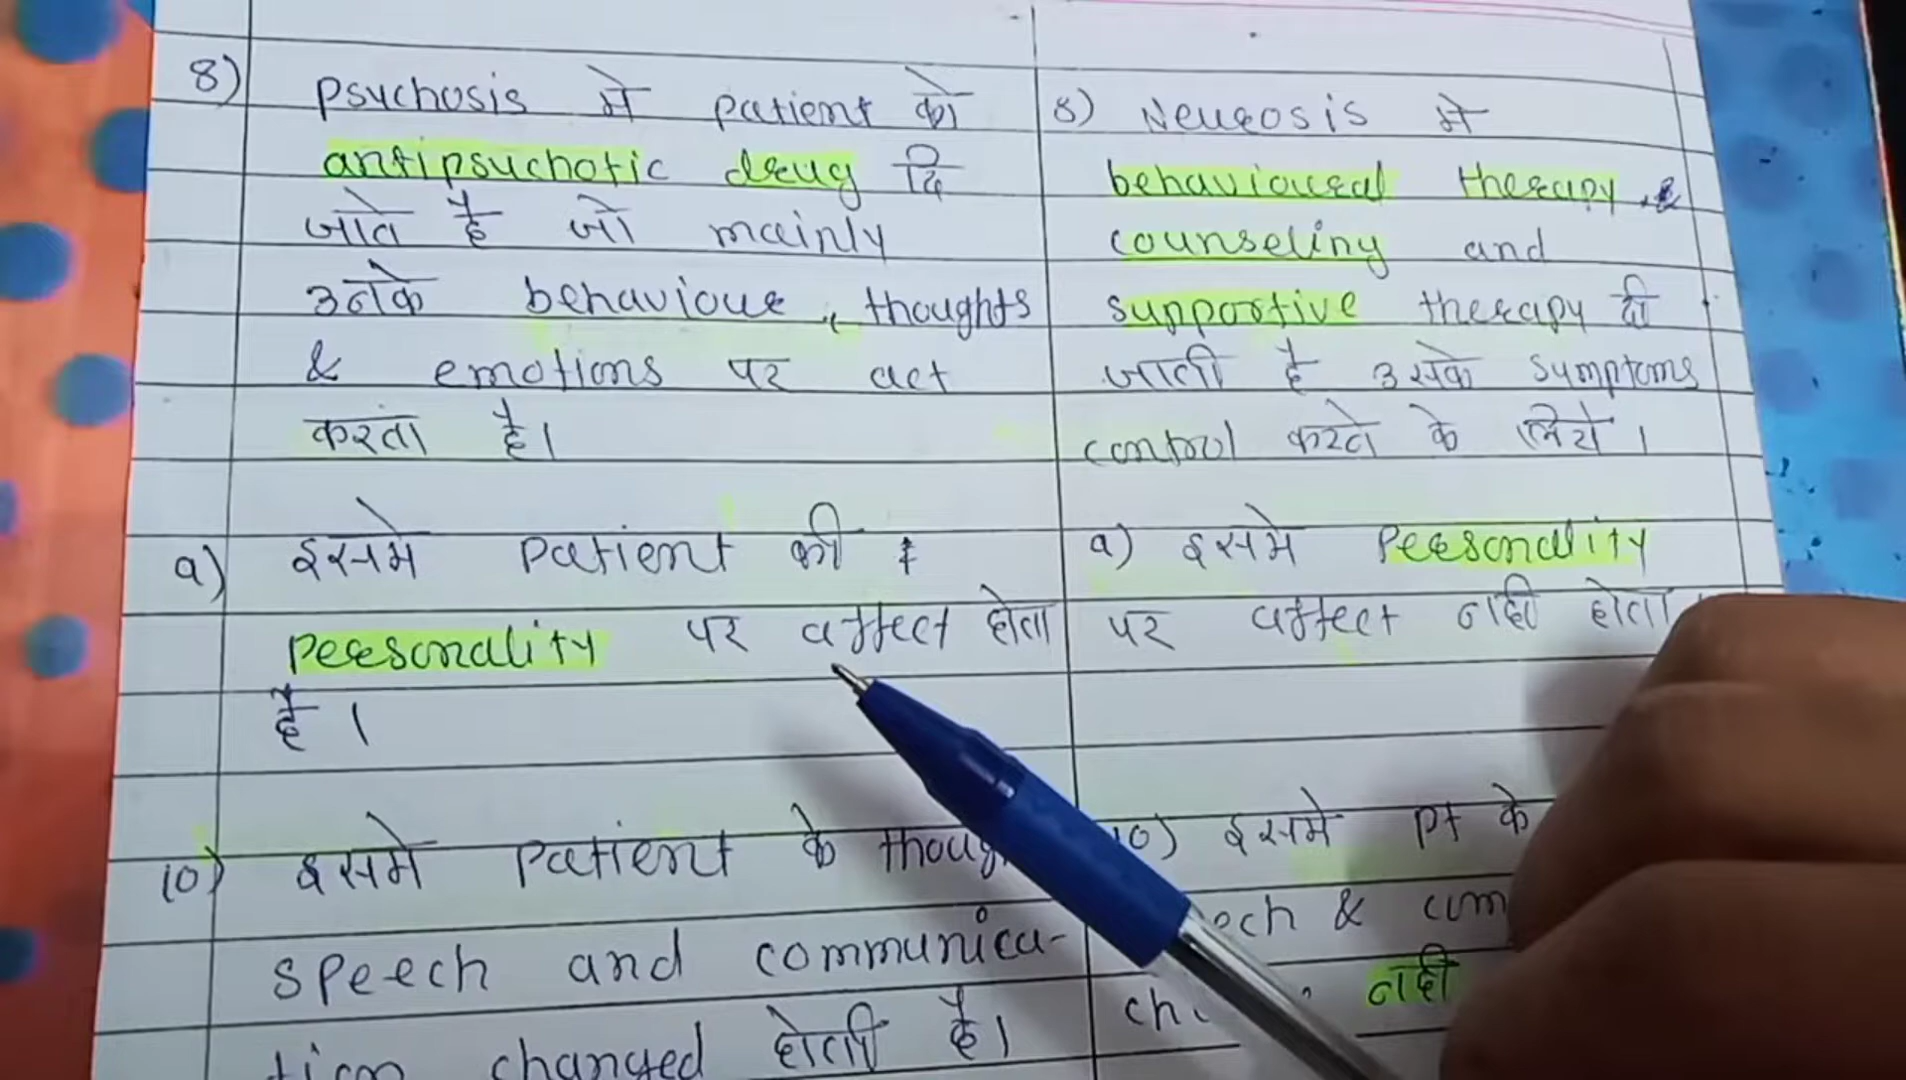 8) Psychosis मे patient को
antipsychotic drug दि
जाते है जो mainly
उनके behaviour, thoughts
& emotions पर act
करता है।
9) इसमे patient की
Personality पर affect होता
है।
10) इसमे patient के
speech and communica-
tion changed होती है।
8) Neurosis मे
behavioural therapy,
counseling and
supportive therapy दी
जाती है उसके symptoms
control करने के लिये।
9) इसमे Personality
पर affect नही होता
10) इसमे pt के
&
नही